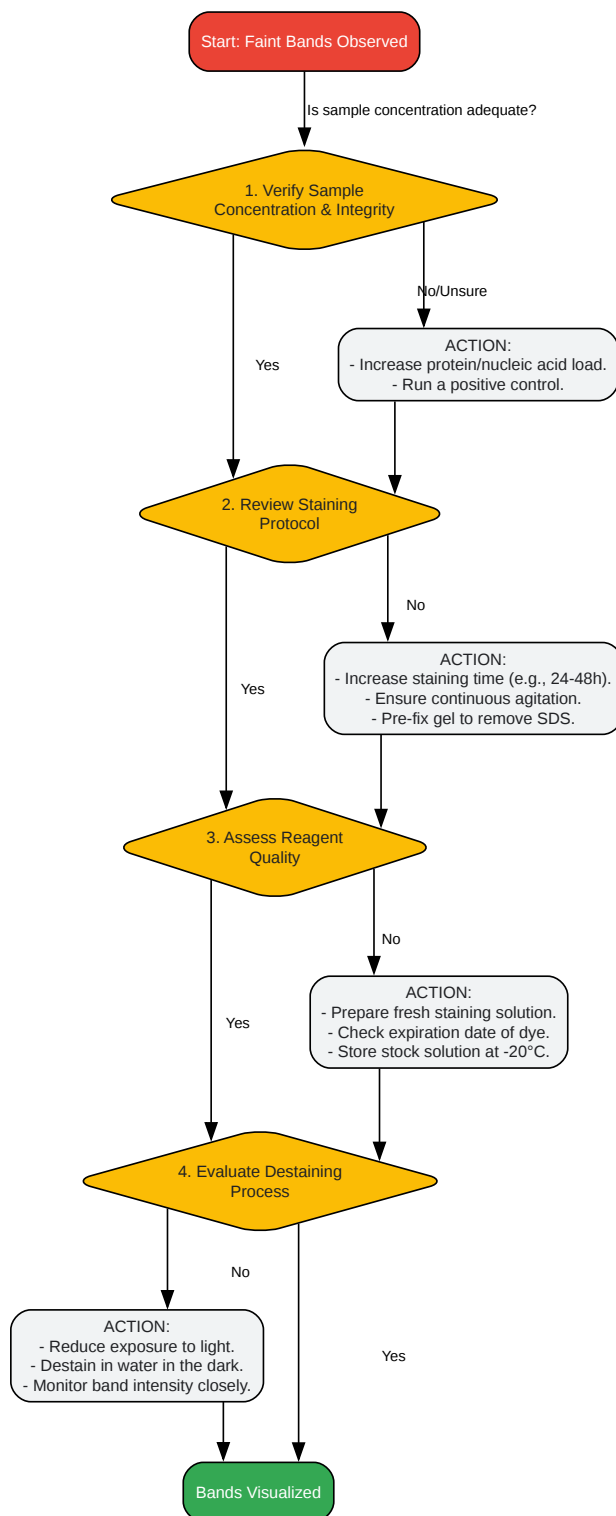 Start: Faint Bands Observed
Is sample concentration adequate?
1. Verify Sample
Concentration & Integrity
No/Unsure
Yes
ACTION:
- Increase protein/nucleic acid load.
- Run a positive control.
2. Review Staining
Protocol
No
Yes
ACTION:
- Increase staining time (e.g., 24-48h).
- Ensure continuous agitation.
- Pre-fix gel to remove SDS.
3. Assess Reagent
Quality
No
Yes
ACTION:
- Prepare fresh staining solution.
- Check expiration date of dye.
- Store stock solution at -20°C.
4. Evaluate Destaining
Process
No
Yes
ACTION:
- Reduce exposure to light.
- Destain in water in the dark.
- Monitor band intensity closely.
Bands Visualized